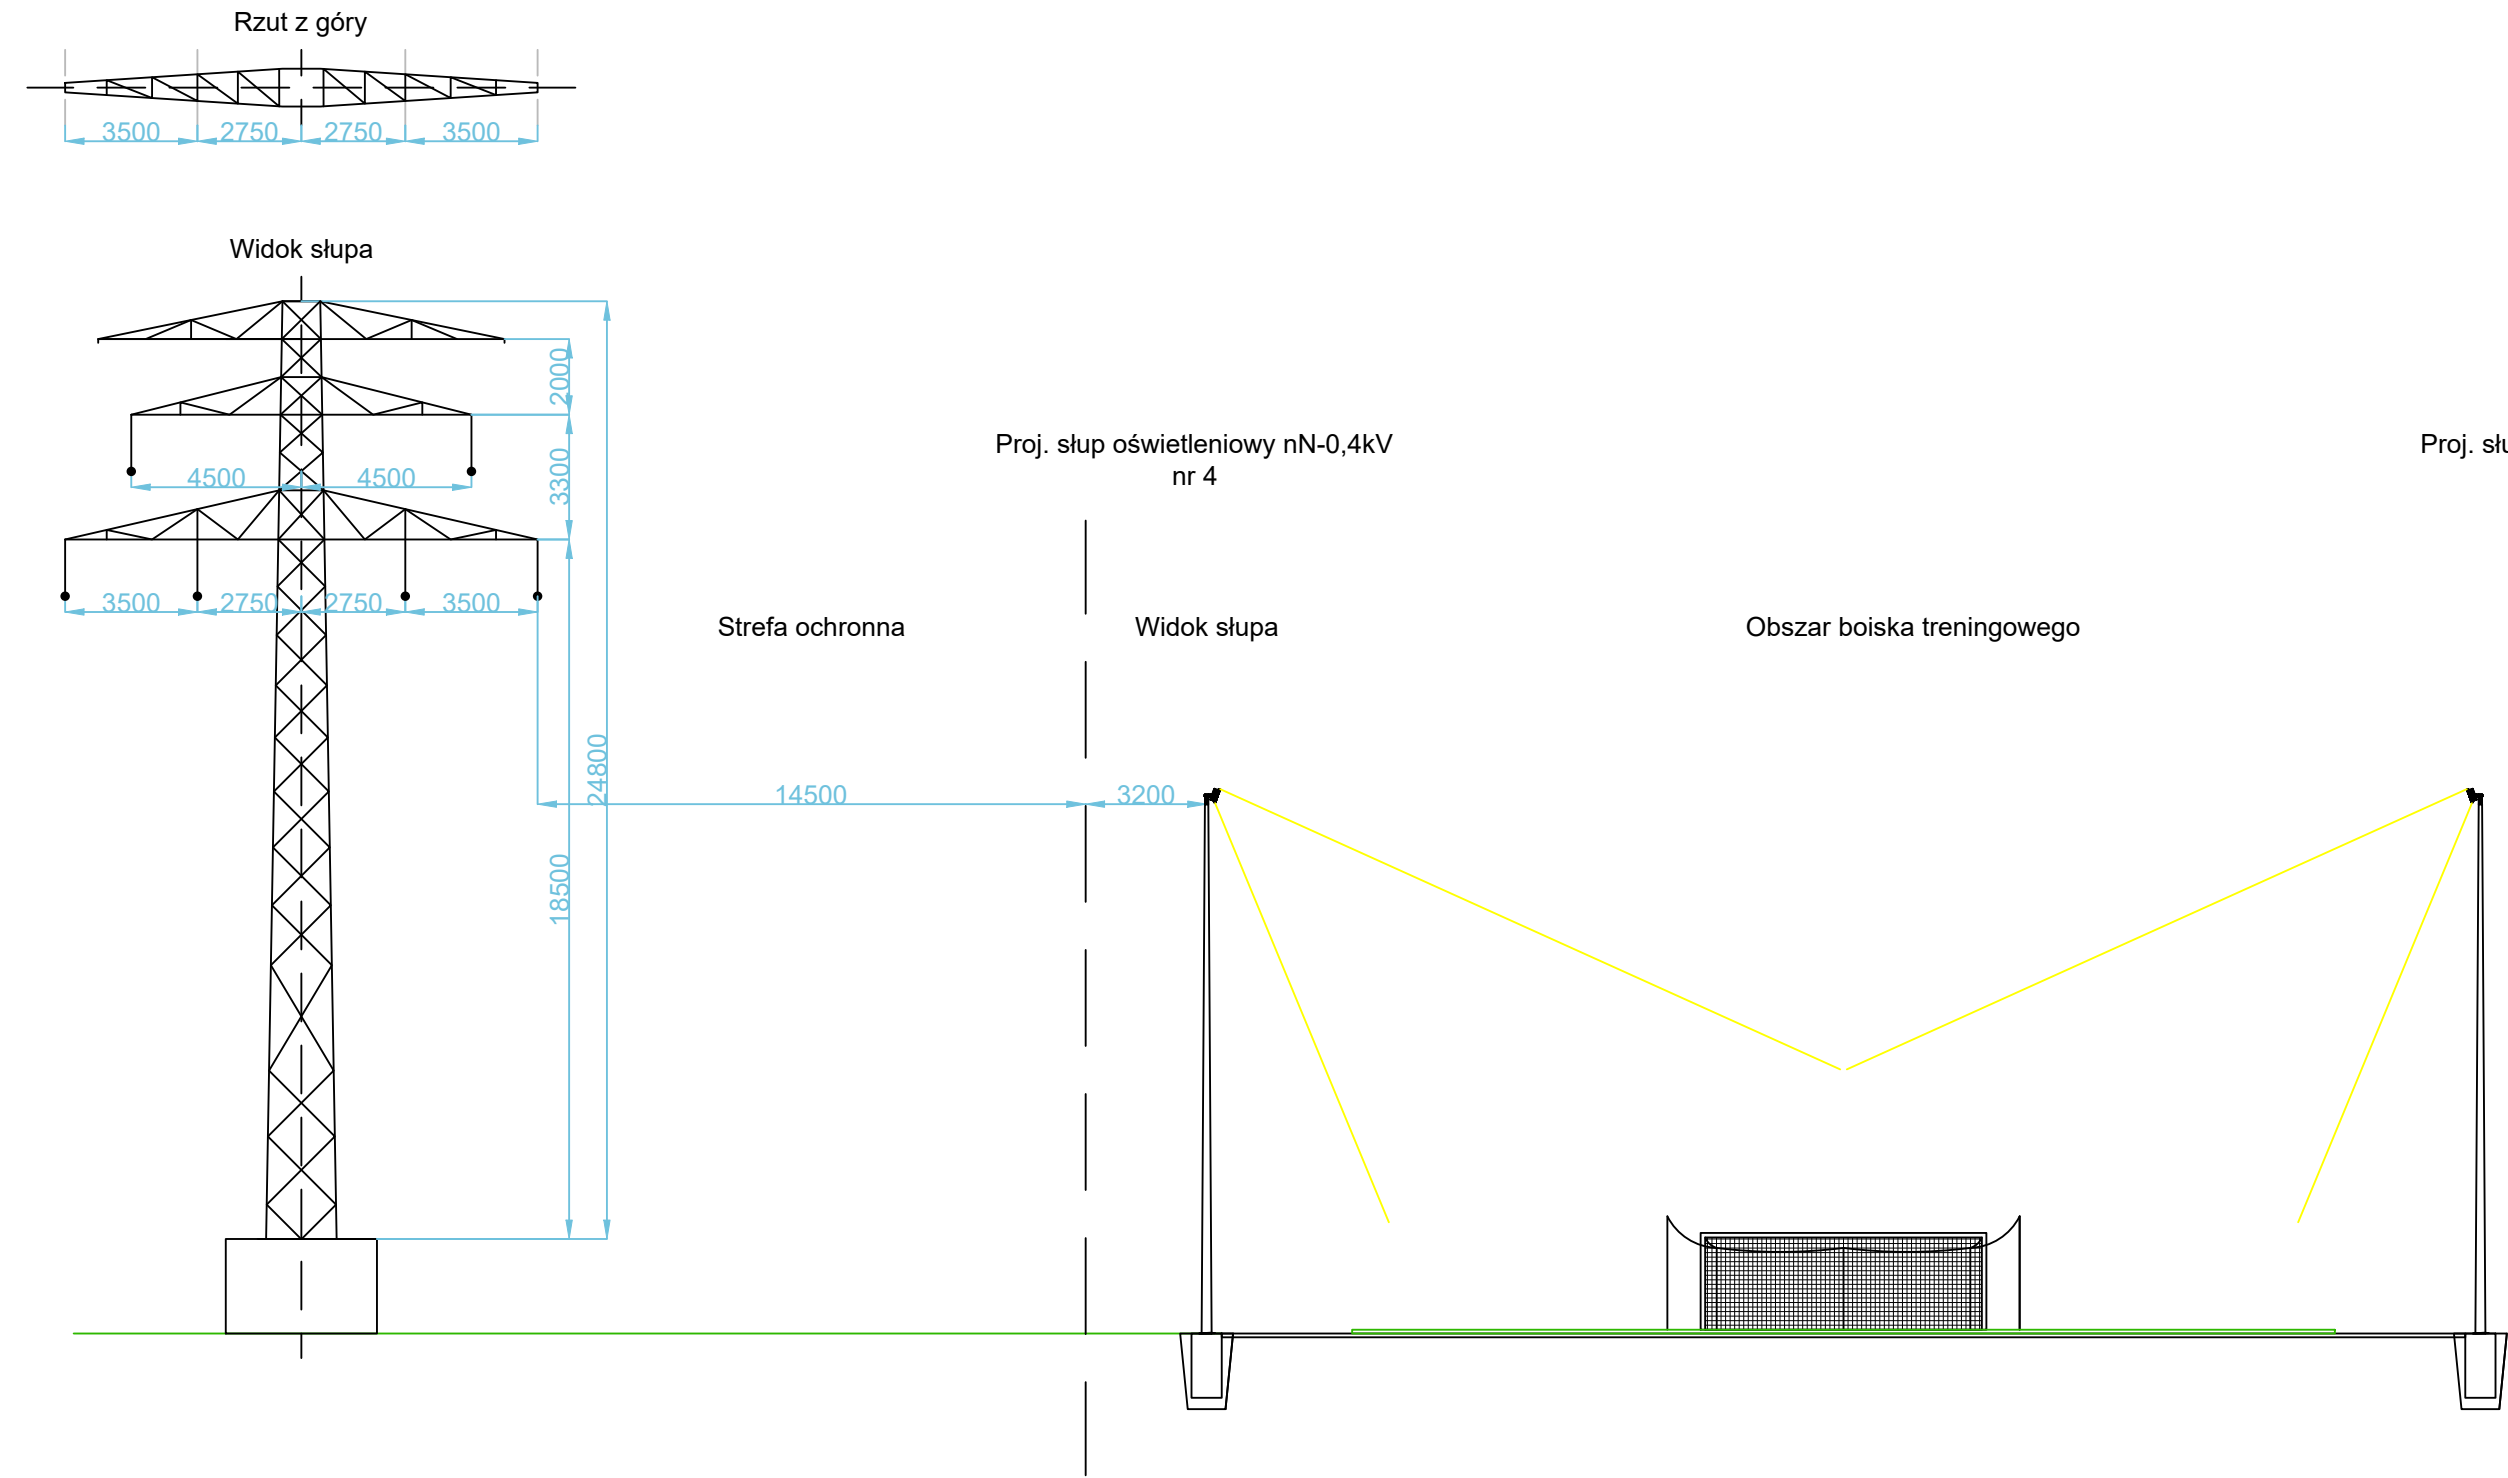 Rzut z góry
3500 2750 2750 3500
Widok słupa
2000
3300
4500 4500
3500 2750 2750 3500
24800
18500
Proj. słup oświetleniowy nN-0,4kV
nr 4
Proj. słu
Strefa ochronna
Widok słupa
Obszar boiska treningowego
14500 3200